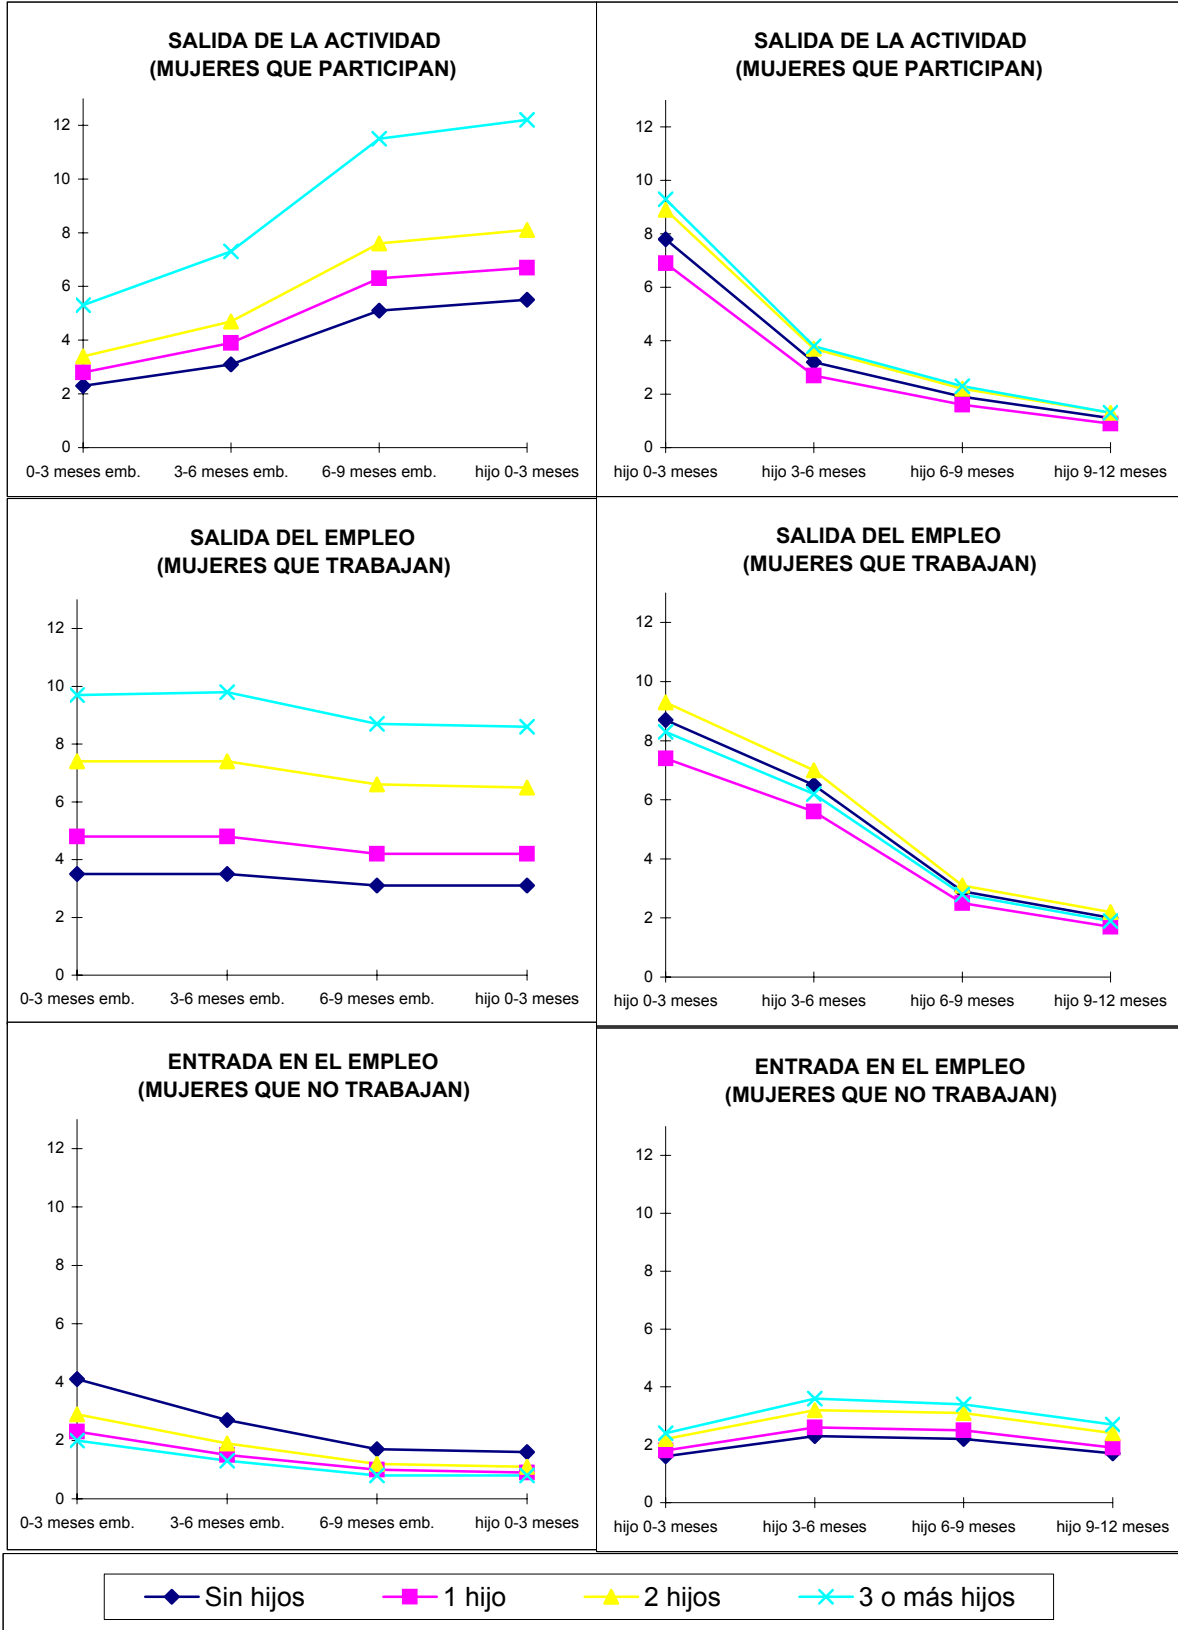 SALIDA DE LA ACTIVIDAD
(MUJERES QUE PARTICIPAN)
12
10
8
6
4
2
0
0-3 meses emb. 3-6 meses emb. 6-9 meses emb. hijo 0-3 meses
SALIDA DE LA ACTIVIDAD
(MUJERES QUE PARTICIPAN)
12
10
8
6
4
2
0
hijo 0-3 meses hijo 3-6 meses hijo 6-9 meses hijo 9-12 meses
SALIDA DEL EMPLEO
(MUJERES QUE TRABAJAN)
12
10
8
6
4
2
0
0-3 meses emb. 3-6 meses emb. 6-9 meses emb. hijo 0-3 meses
SALIDA DEL EMPLEO
(MUJERES QUE TRABAJAN)
12
10
8
6
4
2
0
hijo 0-3 meses hijo 3-6 meses hijo 6-9 meses hijo 9-12 meses
ENTRADA EN EL EMPLEO
(MUJERES QUE NO TRABAJAN)
12
10
8
6
4
2
0
0-3 meses emb. 3-6 meses emb. 6-9 meses emb. hijo 0-3 meses
ENTRADA EN EL EMPLEO
(MUJERES QUE NO TRABAJAN)
12
10
8
6
4
2
0
hijo 0-3 meses hijo 3-6 meses hijo 6-9 meses hijo 9-12 meses
Sin hijos 1 hijo 2 hijos 3 o más hijos